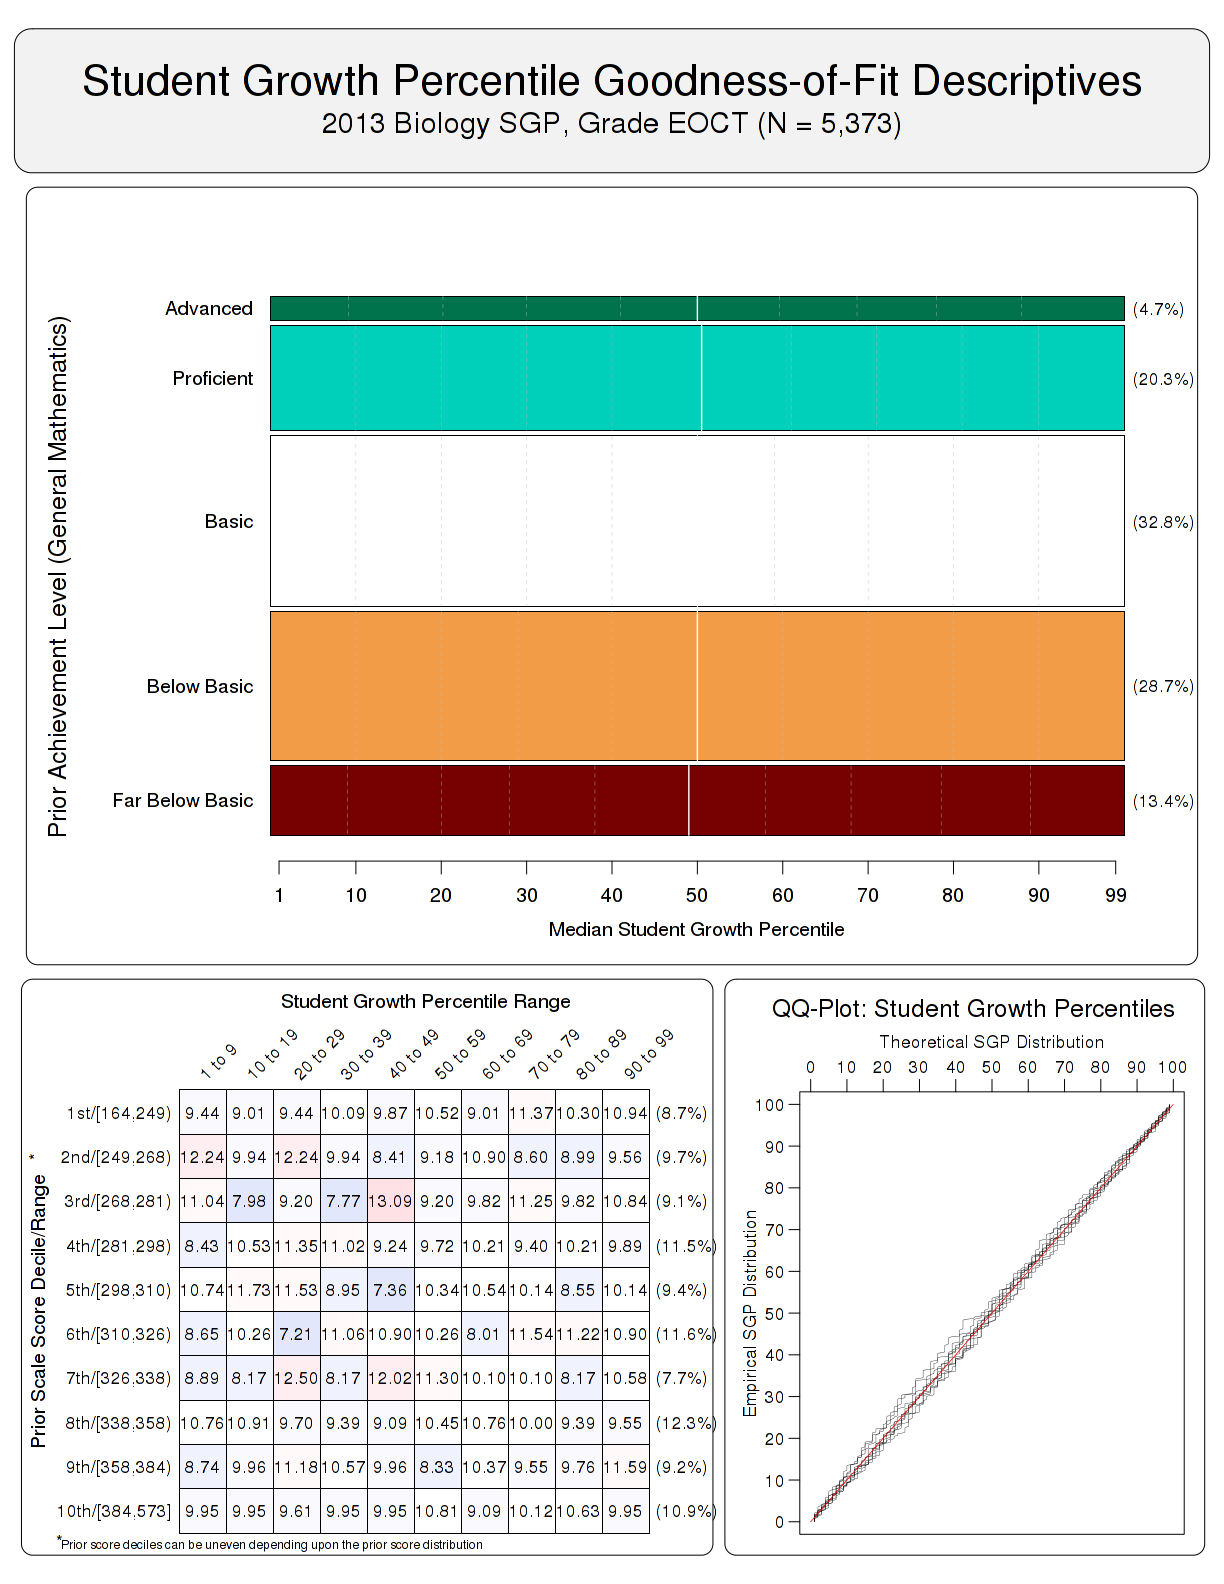 Student Growth Percentile Goodness-of-Fit Descriptives
2013 Biology SGP, Grade EOCT (N = 5,373)
Prior Achievement Level (General Mathematics)
Advanced (4.7%)
Proficient (20.3%)
Basic (32.8%)
Below Basic (28.7%)
Far Below Basic (13.4%)
1 10 20 30 40 50 60 70 80 90 99
Median Student Growth Percentile
Student Growth Percentile Range
1 to 9 10 to 19 20 to 29 30 to 39 40 to 49 50 to 59 60 to 69 70 to 79 80 to 89 90 to 99
Prior Scale Score Decile/Range *
1st/[164,249) 9.44 9.01 9.44 10.09 9.87 10.52 9.01 11.37 10.30 10.94 (8.7%)
2nd/[249,268) 12.24 9.94 12.24 9.94 8.41 9.18 10.90 8.60 8.99 9.56 (9.7%)
3rd/[268,281) 11.04 7.98 9.20 7.77 13.09 9.20 9.82 11.25 9.82 10.84 (9.1%)
4th/[281,298) 8.43 10.53 11.35 11.02 9.24 9.72 10.21 9.40 10.21 9.89 (11.5%)
5th/[298,310) 10.74 11.73 11.53 8.95 7.36 10.34 10.54 10.14 8.55 10.14 (9.4%)
6th/[310,326) 8.65 10.26 7.21 11.06 10.90 10.26 8.01 11.54 11.22 10.90 (11.6%)
7th/[326,338) 8.89 8.17 12.50 8.17 12.02 11.30 10.10 10.10 8.17 10.58 (7.7%)
8th/[338,358) 10.76 10.91 9.70 9.39 9.09 10.45 10.76 10.00 9.39 9.55 (12.3%)
9th/[358,384) 8.74 9.96 11.18 10.57 9.96 8.33 10.37 9.55 9.76 11.59 (9.2%)
10th/[384,573] 9.95 9.95 9.61 9.95 9.95 10.81 9.09 10.12 10.63 9.95 (10.9%)
*Prior score deciles can be uneven depending upon the prior score distribution
QQ-Plot: Student Growth Percentiles
Theoretical SGP Distribution
0 10 20 30 40 50 60 70 80 90 100
Empirical SGP Distribution
100
90
80
70
60
50
40
30
20
10
0